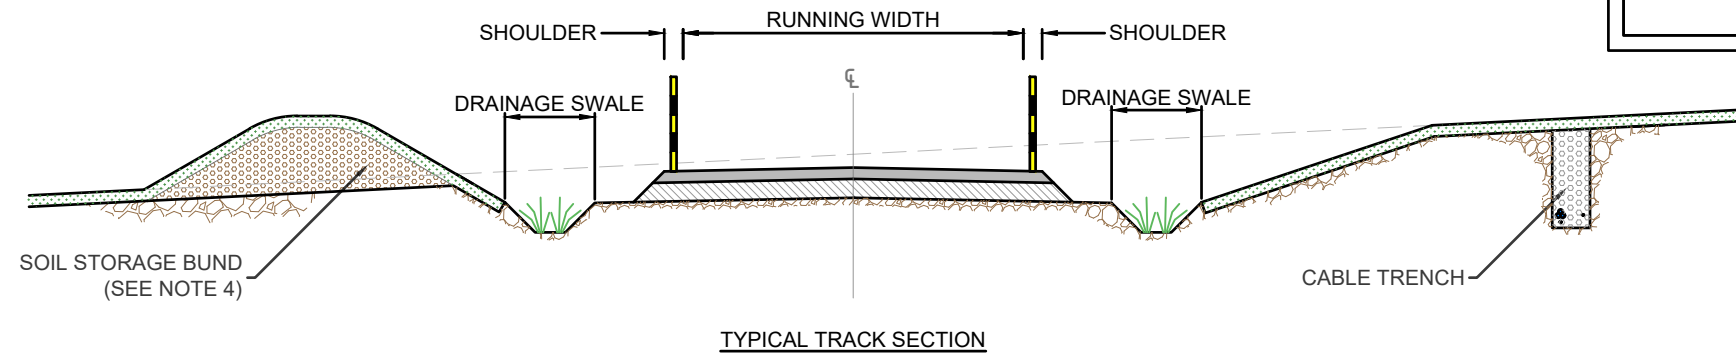 RUNNING WIDTH
SHOULDER
SHOULDER
℄
DRAINAGE SWALE
DRAINAGE SWALE
SOIL STORAGE BUND
(SEE NOTE 4)
CABLE TRENCH
TYPICAL TRACK SECTION